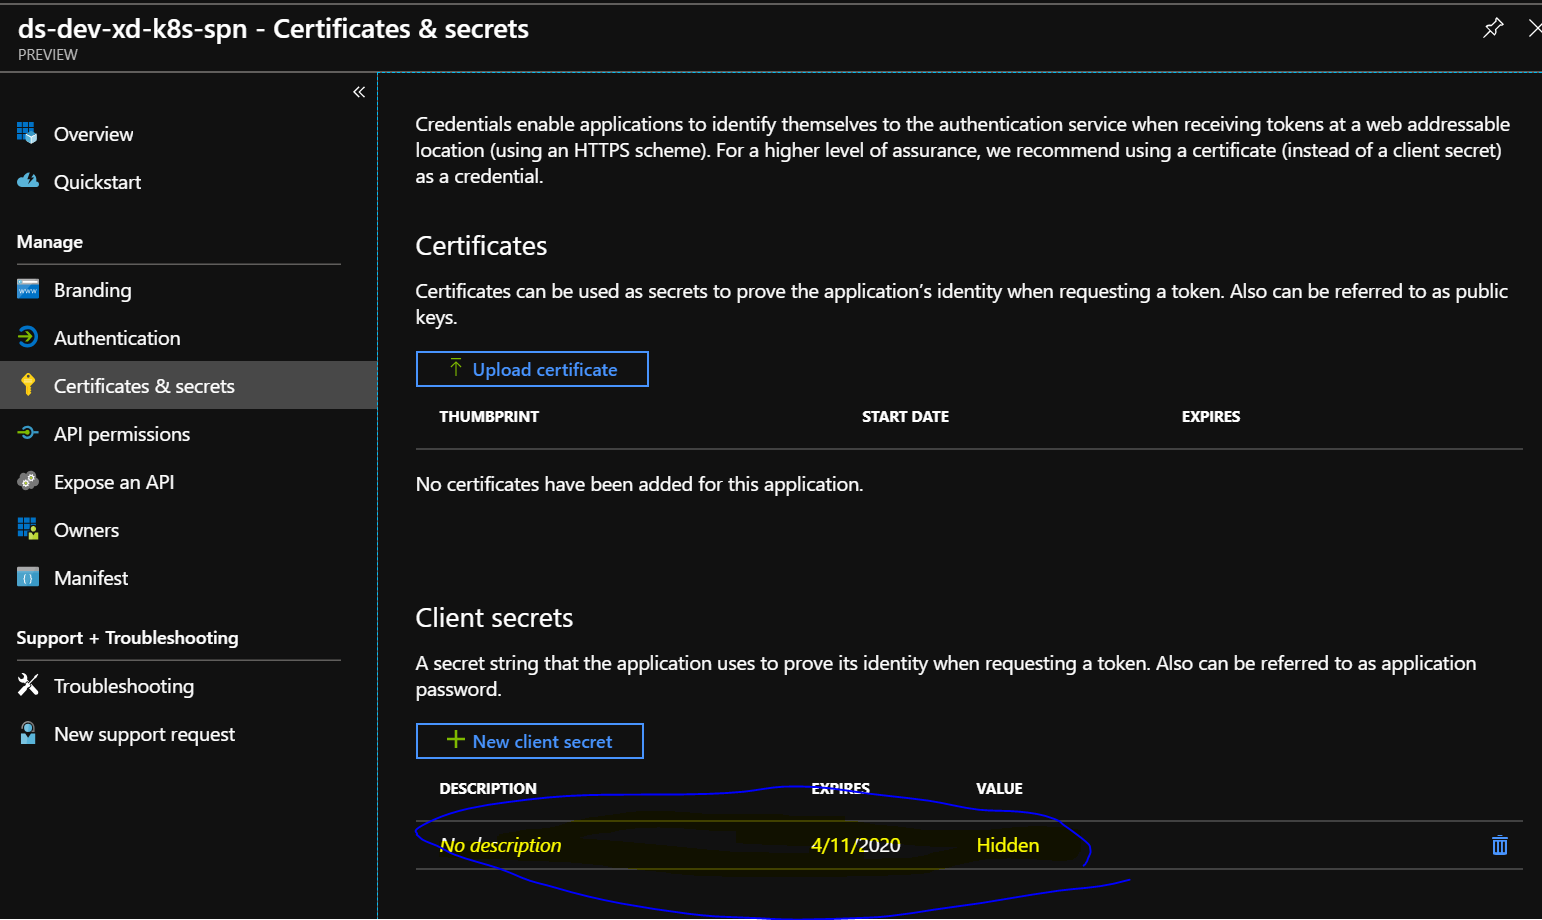 ds-dev-xd-k8s-spn - Certificates & secrets
PREVIEW
Overview
Quickstart
Manage
Branding
Authentication
Certificates & secrets
API permissions
Expose an API
Owners
Manifest
Support + Troubleshooting
Troubleshooting
New support request
Credentials enable applications to identify themselves to the authentication service when receiving tokens at a web addressable
location (using an HTTPS scheme). For a higher level of assurance, we recommend using a certificate (instead of a client secret)
as a credential.
Certificates
Certificates can be used as secrets to prove the application's identity when requesting a token. Also can be referred to as public
keys.
Upload certificate
THUMBPRINT START DATE EXPIRES
No certificates have been added for this application.
Client secrets
A secret string that the application uses to prove its identity when requesting a token. Also can be referred to as application
password.
New client secret
DESCRIPTION EXPIRES VALUE
No description 4/11/2020 Hidden